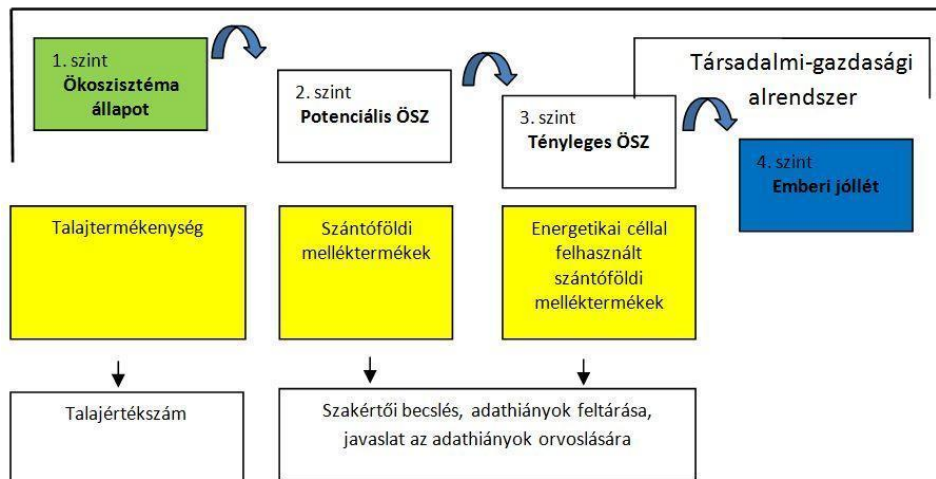 1. szint
Ökoszisztéma
állapot
2. szint
Potenciális ÖSZ
3. szint
Tényleges ÖSZ
Társadalmi-gazdasági
alrendszer
4. szint
Emberi jóllét
Talajtermékenység
Szántóföldi
melléktermékek
Energetikai céllal
felhasznált
szántóföldi
melléktermékek
Talajértékszám
Szakértői becslés, adathiányok feltárása,
javaslat az adathiányok orvoslására